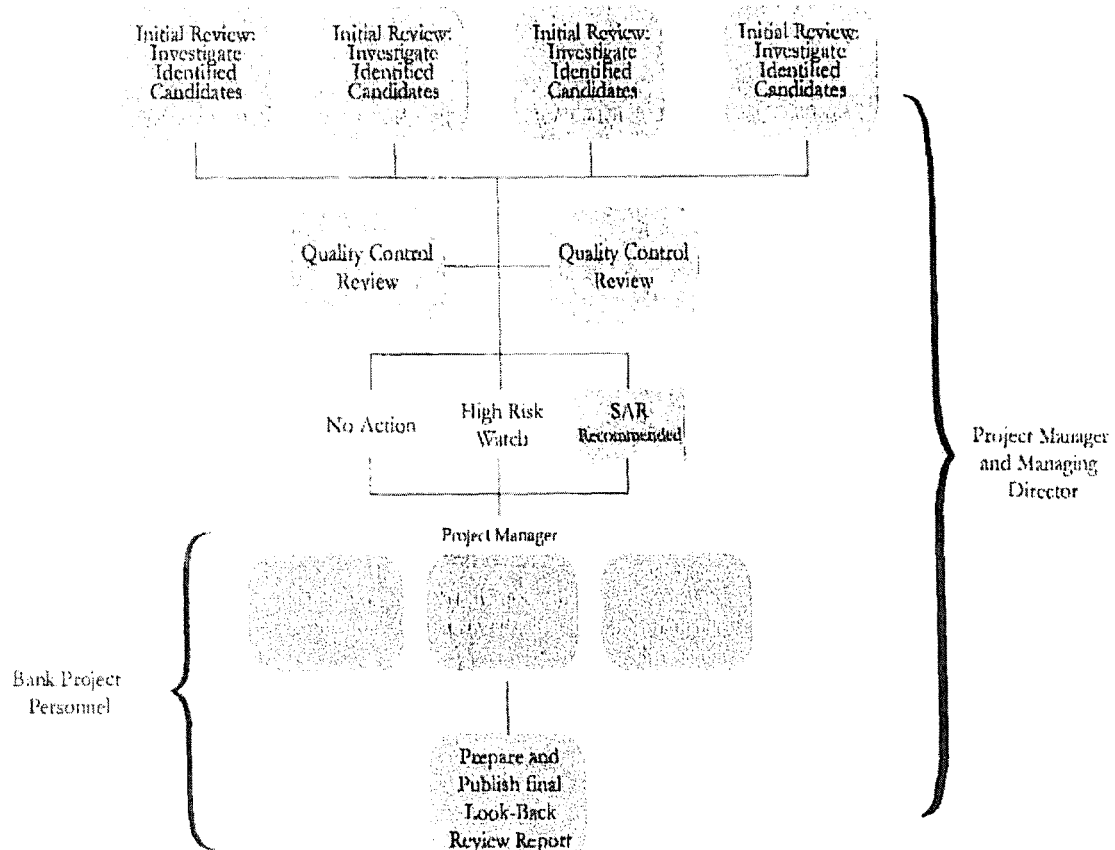 Initial Review:
Investigate
Identified
Candidates
Initial Review:
Investigate
Identified
Candidates
Initial Review:
Investigate
Identified
Candidates
Initial Review:
Investigate
Identified
Candidates
Quality Control
Review
Quality Control
Review
No Action
High Risk
Watch
SAR
Recommended
Project Manager
and Managing
Director
Project Manager
Bank Project
Personnel
Prepare and
Publish final
Look-Back
Review Report